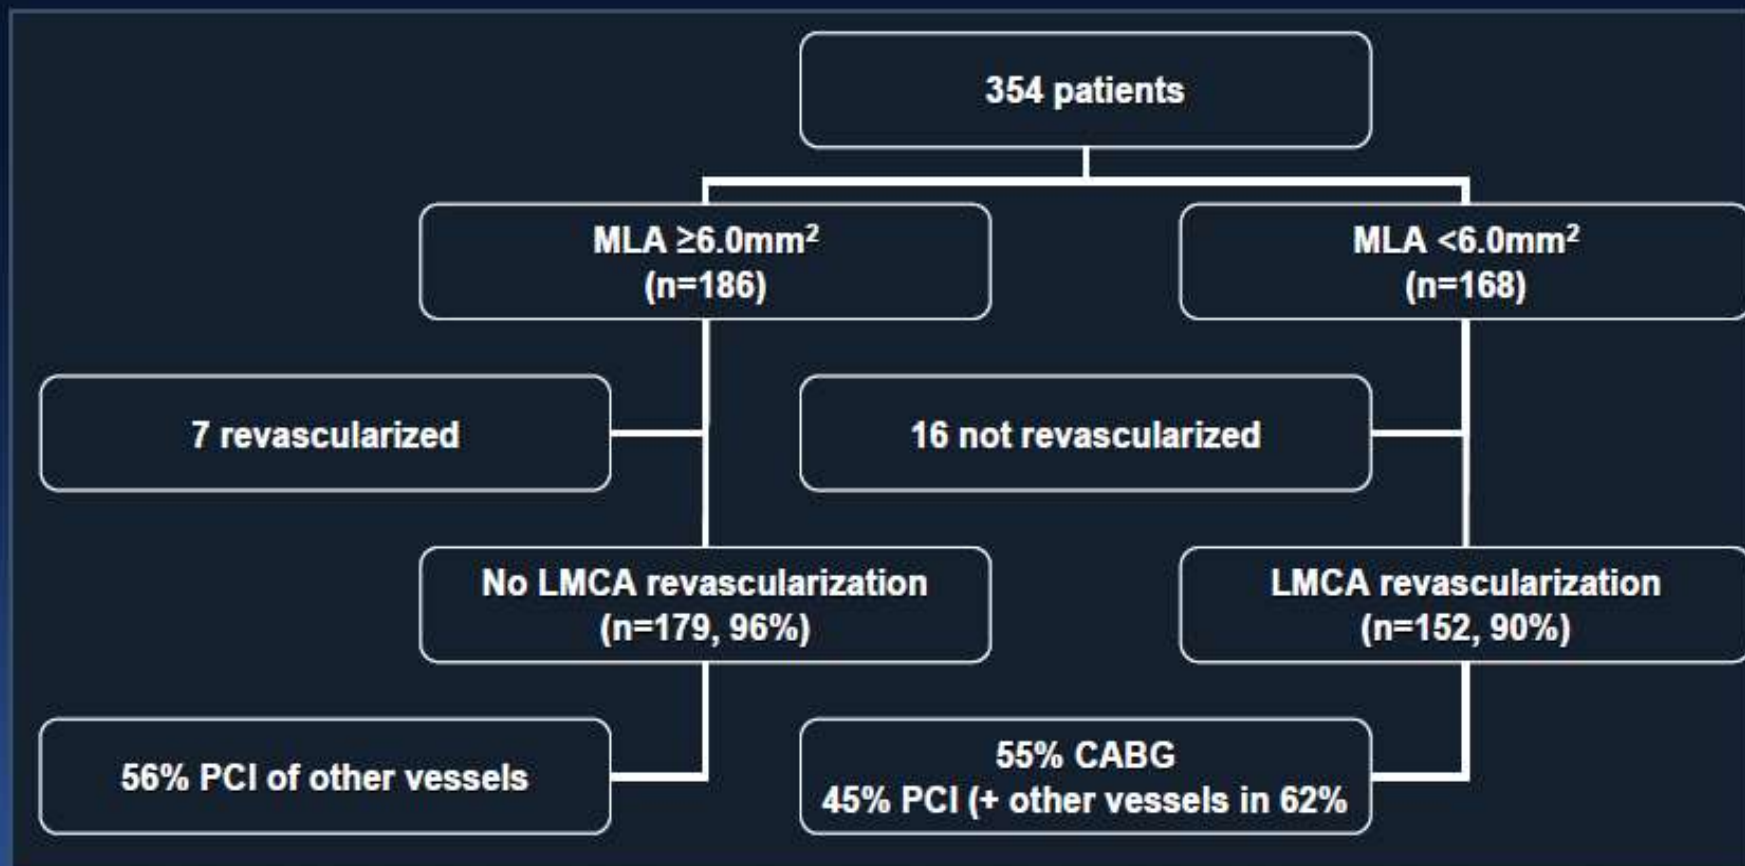 354 patients
MLA ≥6.0mm²
(n=186)
MLA <6.0mm²
(n=168)
7 revascularized
16 not revascularized
No LMCA revascularization
(n=179, 96%)
LMCA revascularization
(n=152, 90%)
56% PCI of other vessels
55% CABG
45% PCI (+ other vessels in 62%